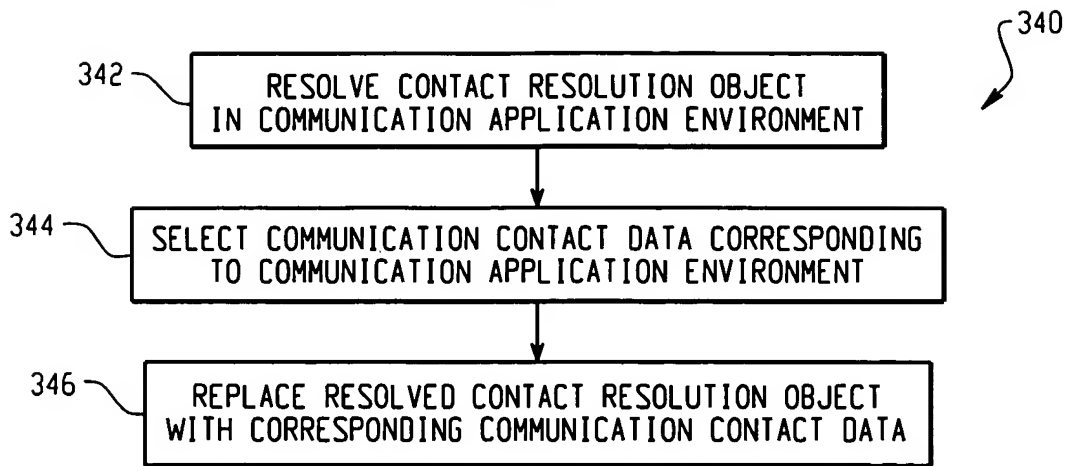 340
342
RESOLVE CONTACT RESOLUTION OBJECT
IN COMMUNICATION APPLICATION ENVIRONMENT
344
SELECT COMMUNICATION CONTACT DATA CORRESPONDING
TO COMMUNICATION APPLICATION ENVIRONMENT
346
REPLACE RESOLVED CONTACT RESOLUTION OBJECT
WITH CORRESPONDING COMMUNICATION CONTACT DATA